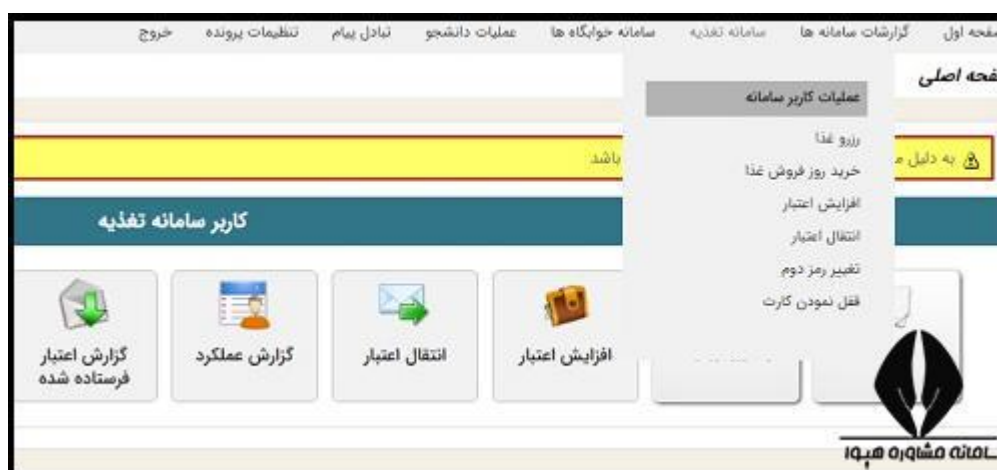 صفحه اول گزارشات سامانه ها سامانه تغذیه سامانه خوابگاه ها عملیات دانشجو تبادل پیام تنظیمات پرونده خروج
صفحه اصلی
عملیات کاربر سامانه
رزرو غذا
خرید روز فروش غذا
افزایش اعتبار
انتقال اعتبار
تغییر رمز دوم
قفل نمودن کارت
به دلیل
باشد
کاربر سامانه تغذیه
افزایش اعتبار
انتقال اعتبار
گزارش عملکرد
گزارش اعتبار
فرستاده شده
سامانه مشاوره هیوا